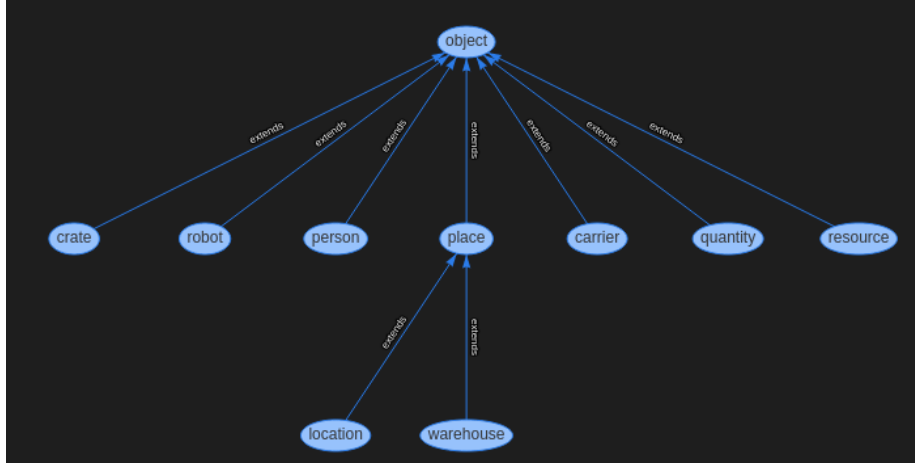 object
extends
extends
extends
extends
extends
extends
extends
crate
robot
person
place
carrier
quantity
resource
extends
extends
location
warehouse